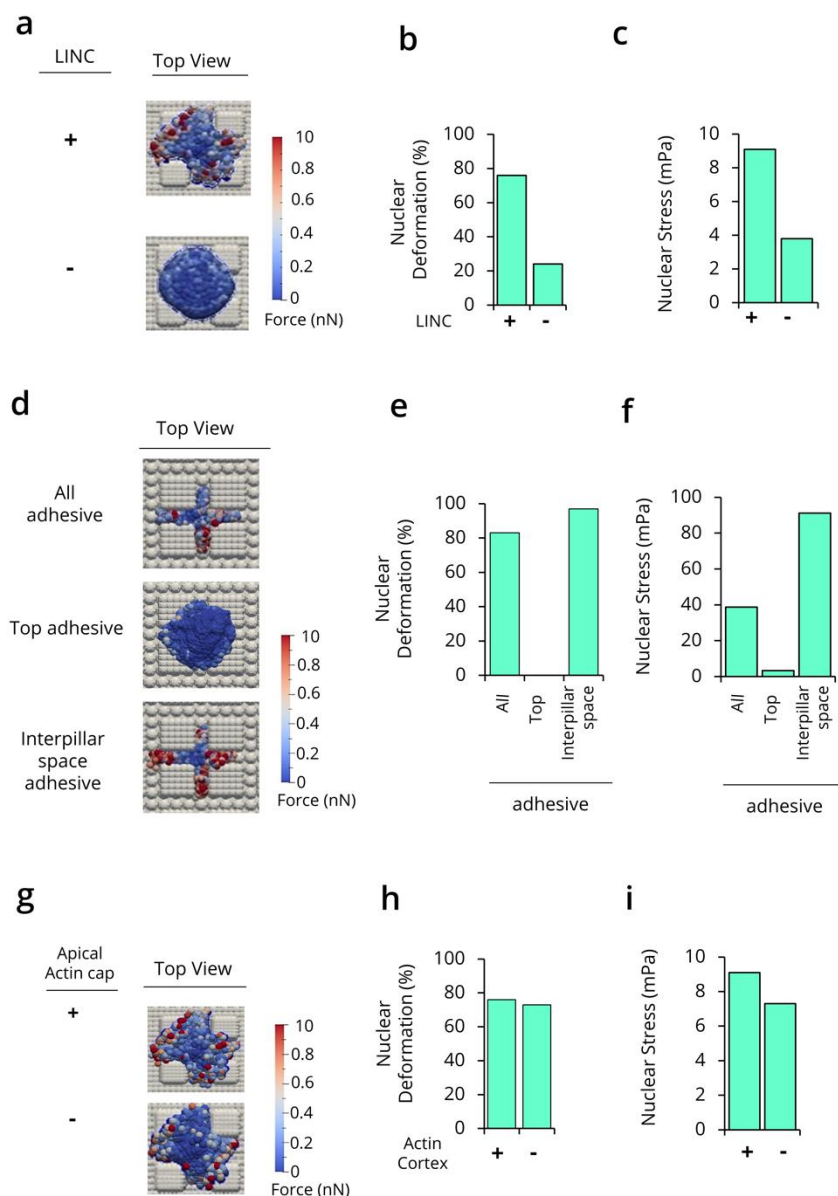 a
LINC
Top View
+
-
10
0.8
0.6
0.4
0.2
0
Force (nN)
b
Nuclear
Deformation (%)
100
80
60
40
20
0
LINC
+
-
c
Nuclear Stress (mPa)
10
8
6
4
2
0
+
-
d
Top View
All
adhesive
Top adhesive
Interpillar
space
adhesive
10
0.8
0.6
0.4
0.2
0
Force (nN)
e
Nuclear
Deformation (%)
100
80
60
40
20
0
All
Top
Interpillar
space
adhesive
f
Nuclear Stress (mPa)
100
80
60
40
20
0
All
Top
Interpillar
space
adhesive
g
Apical
Actin cap
Top View
+
-
10
0.8
0.6
0.4
0.2
0
Force (nN)
h
Nuclear
Deformation (%)
100
80
60
40
20
0
Actin
Cortex
+
-
i
Nuclear Stress (mPa)
10
8
6
4
2
0
+
-